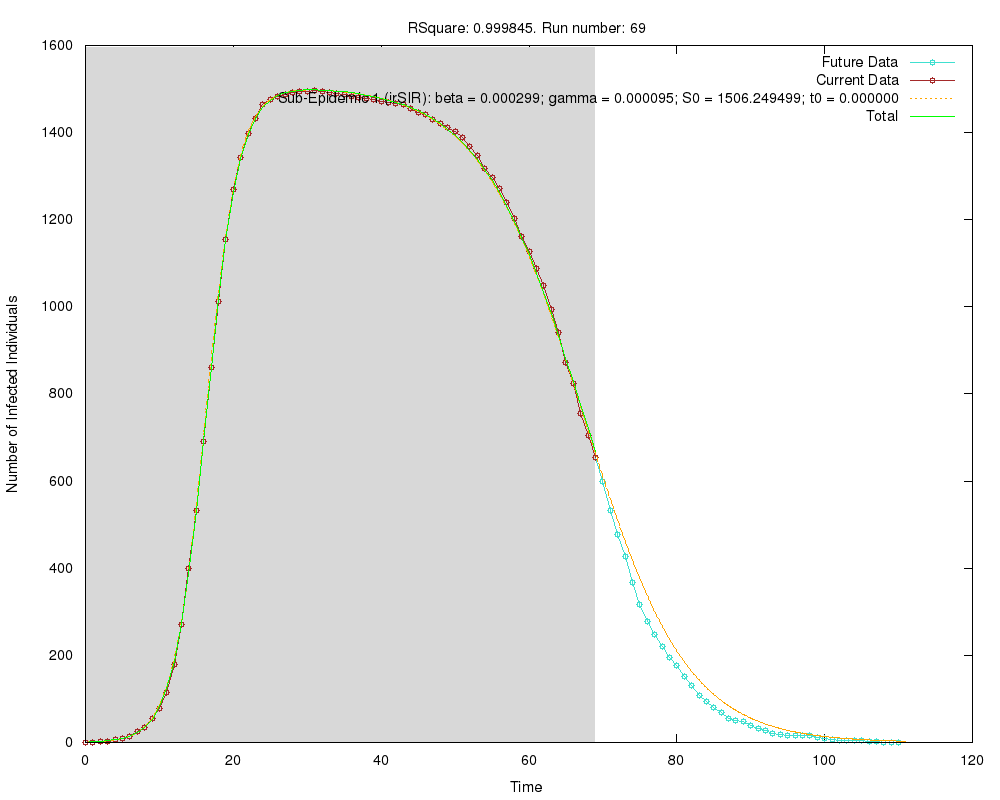 RSquare: 0.999845. Run number: 69
Future Data
Current Data
Sub-Epidemic 1 (irSIR): beta = 0.000299; gamma = 0.000095; S0 = 1506.249499; t0 = 0.000000
Total
1600
1400
1200
1000
800
600
400
200
0
0 20 40 60 80 100 120
Number of Infected Individuals
Time